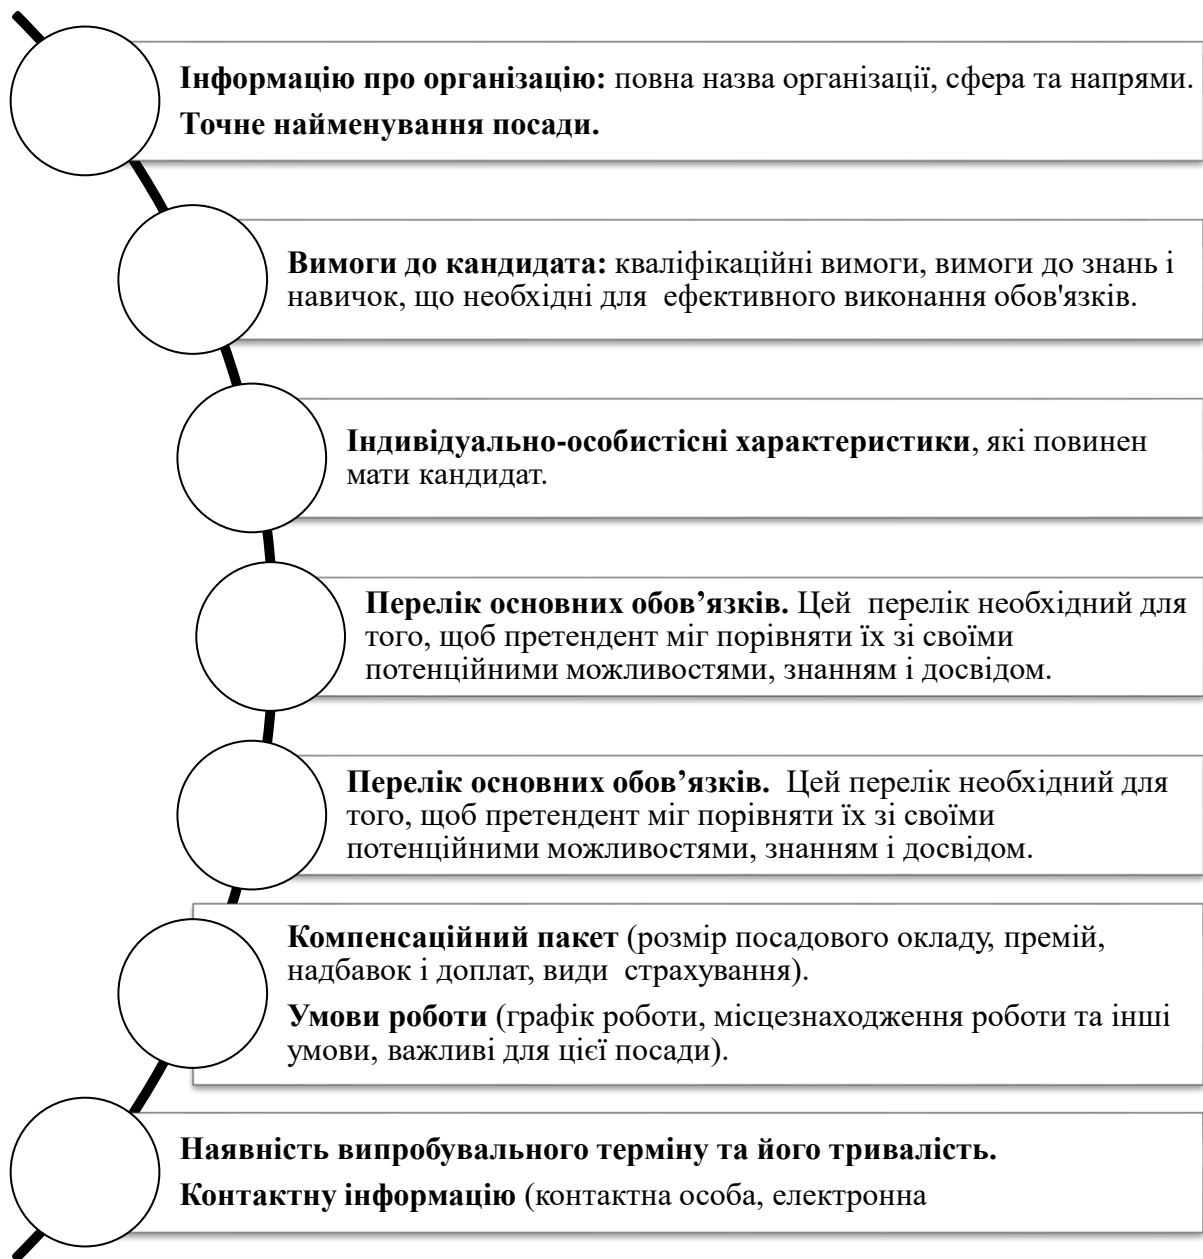 Інформацію про організацію: повна назва організації, сфера та напрями.
Точне найменування посади.
Вимоги до кандидата: кваліфікаційні вимоги, вимоги до знань і
навичок, що необхідні для  ефективного виконання обов'язків.
Індивідуально-особистісні характеристики, які повинен
мати кандидат.
Перелік основних обов’язків. Цей  перелік необхідний для
того, щоб претендент міг порівняти їх зі своїми
потенційними можливостями, знанням і досвідом.
Перелік основних обов’язків.  Цей перелік необхідний для
того, щоб претендент міг порівняти їх зі своїми
потенційними можливостями, знанням і досвідом.
Компенсаційний пакет (розмір посадового окладу, премій,
надбавок і доплат, види  страхування).
Умови роботи (графік роботи, місцезнаходження роботи та інші
умови, важливі для цієї посади).
Наявність випробувального терміну та його тривалість.
Контактну інформацію (контактна особа, електронна